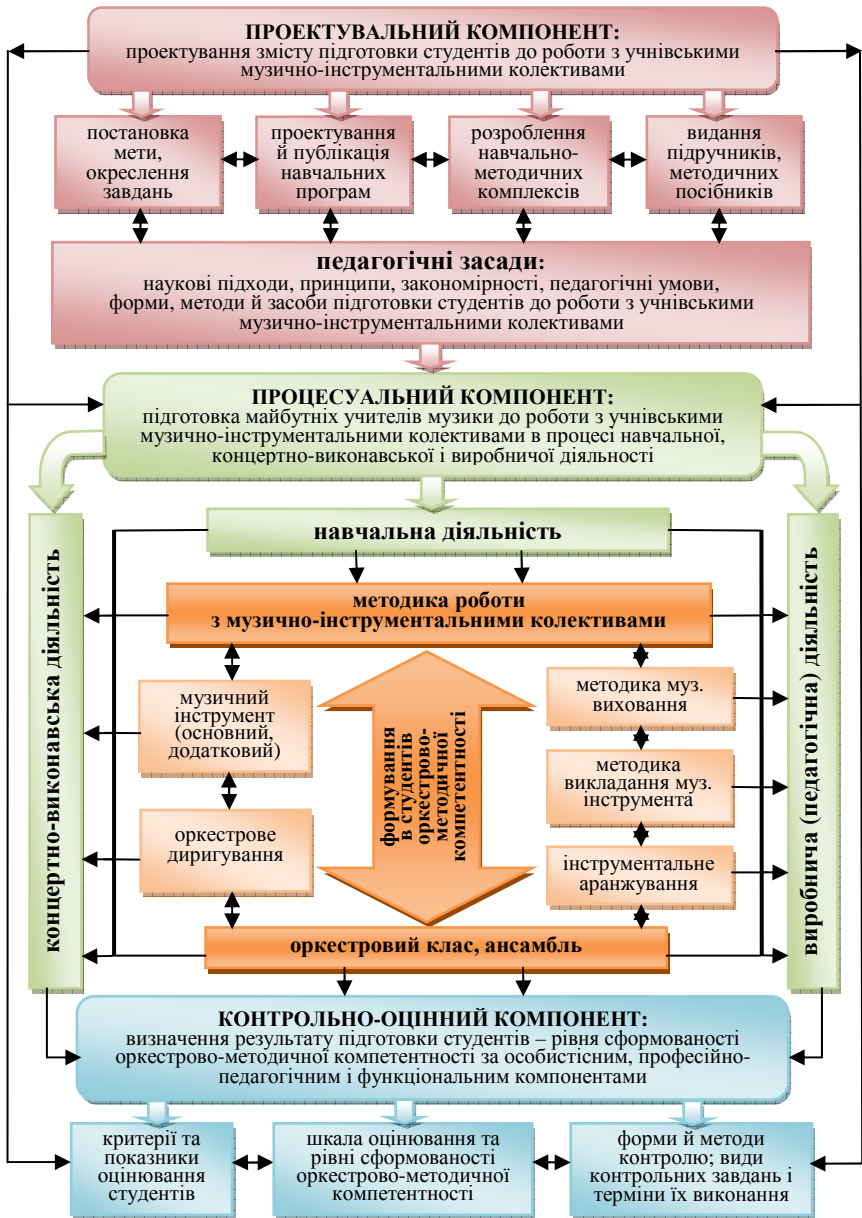 ПРОЕКТУВАЛЬНИЙ КОМПОНЕНТ:
проектування змісту підготовки студентів до роботи з учнівськими
музично-інструментальними колективами
постановка
мети,
окреслення
завдань
проектування
й публікація
навчальних
програм
розроблення
навчально-
методичних
комплексів
видання
підручників,
методичних
посібників
педагогічні засади:
наукові підходи, принципи, закономірності, педагогічні умови,
форми, методи й засоби підготовки студентів до роботи з учнівськими
музично-інструментальними колективами
ПРОЦЕСУАЛЬНИЙ КОМПОНЕНТ:
підготовка майбутніх учителів музики до роботи з учнівськими
музично-інструментальними колективами в процесі навчальної,
концертно-виконавської і виробничої діяльності
концертно-виконавська діяльність
навчальна діяльність
методика роботи
з музично-інструментальними колективами
музичний
інструмент
(основний,
додатковий)
оркестрове
диригування
формування
в студентів
оркестрово-
методичної
компетентності
методика муз.
виховання
методика
викладання муз.
інструмента
інструментальне
аранжування
виробнича (педагогічна) діяльність
оркестровий клас, ансамбль
КОНТРОЛЬНО-ОЦІННИЙ КОМПОНЕНТ:
визначення результату підготовки студентів – рівня сформованості
оркестрово-методичної компетентності за особистісним, професійно-
педагогічним і функціональним компонентами
критерії та
показники
оцінювання
студентів
шкала оцінювання та
рівні сформованості
оркестрово-методичної
компетентності
форми й методи
контролю; види
контрольних завдань і
терміни їх виконання